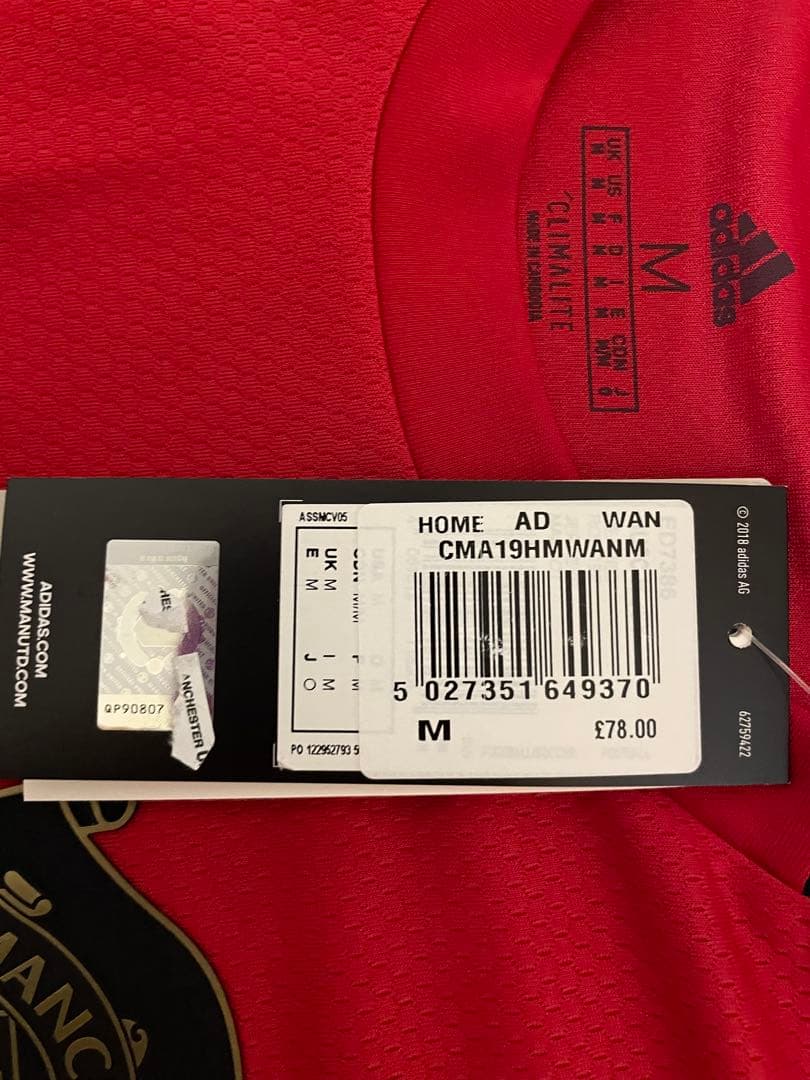 adidas
M
UK US F D I E CDN J
M M M M M M M/M O
CLIMALITE
MADE IN CAMBODIA
© 2018 adidas AG
62759422
ADIDAS.COM
WWW.MANUTD.COM
QP90807
ANCHESTER U
ASSMCV05
UK M
E M
I M
J O
PO 122952793 5
HOME AD WAN
CMA19HMWANM
5 027351 649370
M £78.00
MANC